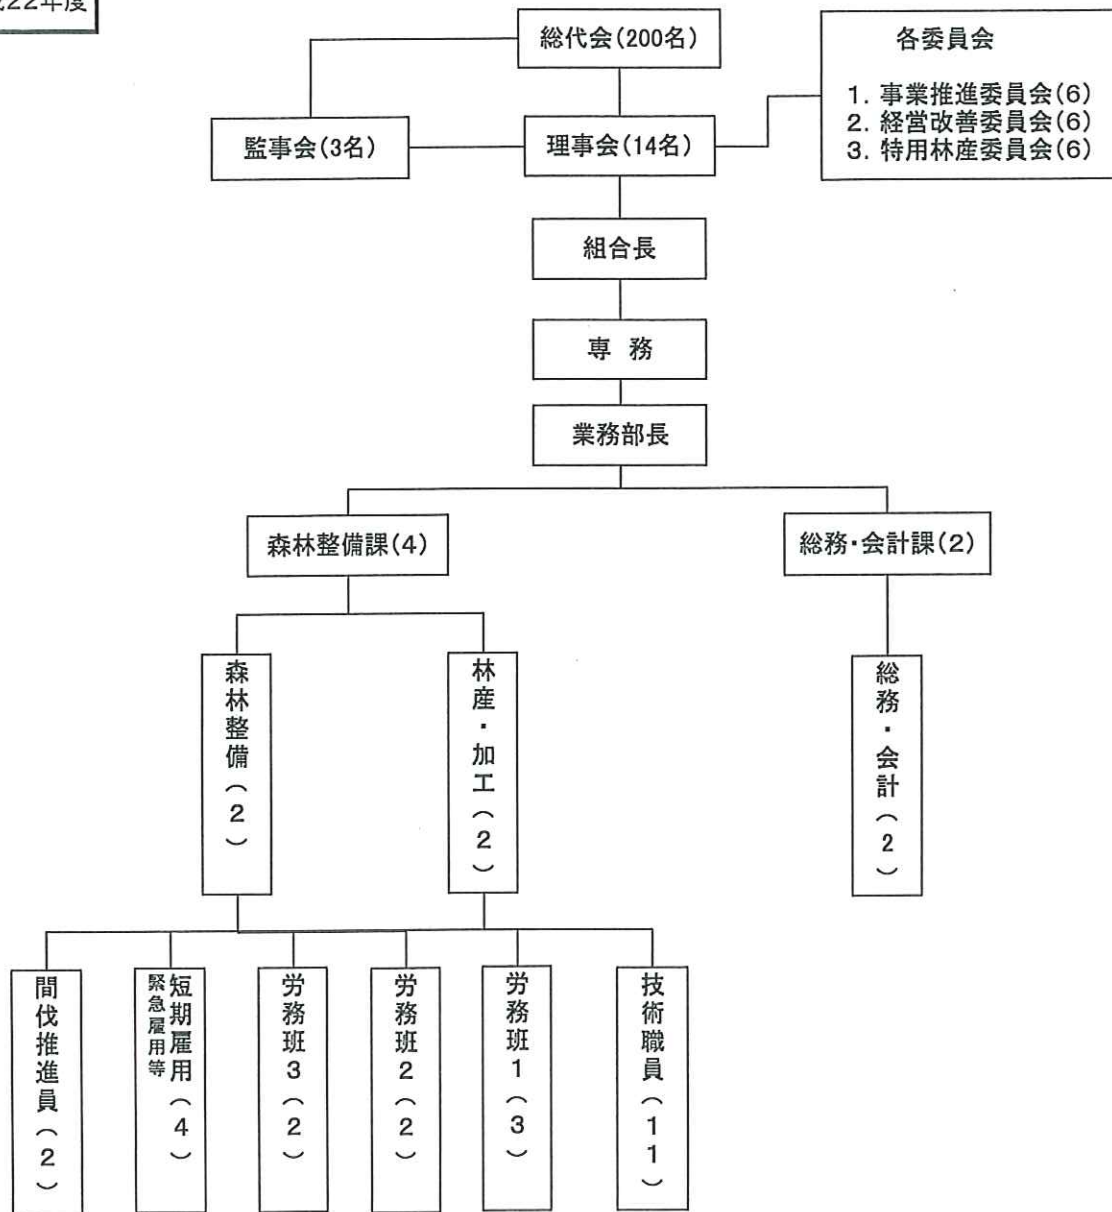 22年度
総代会(200名)
各委員会
1. 事業推進委員会(6)
2. 経営改善委員会(6)
3. 特用林産委員会(6)
監事会(3名)
理事会(14名)
組合長
専 務
業務部長
森林整備課(4)
総務・会計課(2)
森林整備(2)
林産・加工(2)
総務・会計(2)
間伐推進員(2)
短期雇用(4)
緊急雇用等
労務班3(2)
労務班2(2)
労務班1(3)
技術職員(11)